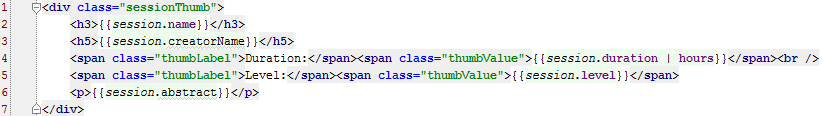 1 <div class="sessionThumb">
2 <h3>{{session.name}}</h3>
3 <h5>{{session.creatorName}}</h5>
4 <span class="thumbLabel">Duration:</span><span class="thumbValue">{{session.duration | hours}}</span><br />
5 <span class="thumbLabel">Level:</span><span class="thumbValue">{{session.level}}</span>
6 <p>{{session.abstract}}</p>
7 </div>